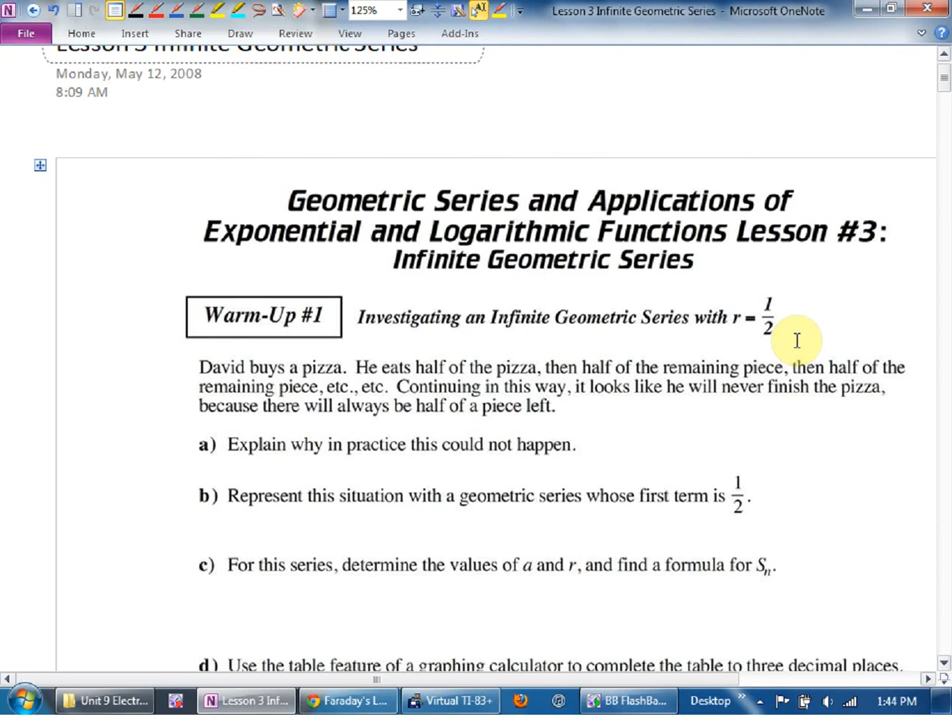 125%
Lesson 3 Infinite Geometric Series - Microsoft OneNote
File Home Insert Share Draw Review View Pages Add-Ins
Lesson 3 Infinite Geometric Series
Monday, May 12, 2008
8:09 AM
Geometric Series and Applications of
Exponential and Logarithmic Functions Lesson #3:
Infinite Geometric Series
Warm-Up #1 Investigating an Infinite Geometric Series with r = 1/2
David buys a pizza. He eats half of the pizza, then half of the remaining piece, then half of the
remaining piece, etc., etc. Continuing in this way, it looks like he will never finish the pizza,
because there will always be half of a piece left.
a) Explain why in practice this could not happen.
b) Represent this situation with a geometric series whose first term is 1/2.
c) For this series, determine the values of a and r, and find a formula for Sₙ.
d) Use the table feature of a graphing calculator to complete the table to three decimal places.
Unit 9 Electr... Lesson 3 Inf... Faraday's L... Virtual TI-83+ BB FlashBa... Desktop 1:44 PM